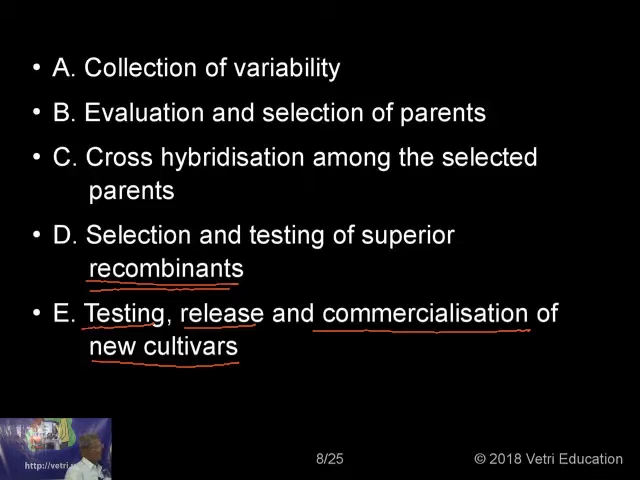 • A. Collection of variability
• B. Evaluation and selection of parents
• C. Cross hybridisation among the selected
parents
• D. Selection and testing of superior
recombinants
• E. Testing, release and commercialisation of
new cultivars
http://vetri
8/25
© 2018 Vetri Education